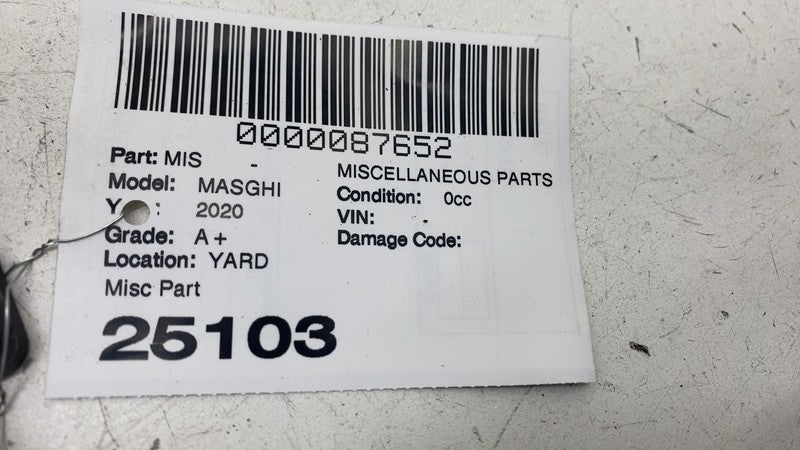 0000087652
Part: MIS -
MISCELLANEOUS PARTS
Model: MASGHI
Condition: 0cc
Y : 2020
VIN: -
Grade: A+
Damage Code:
Location: YARD
Misc Part
25103